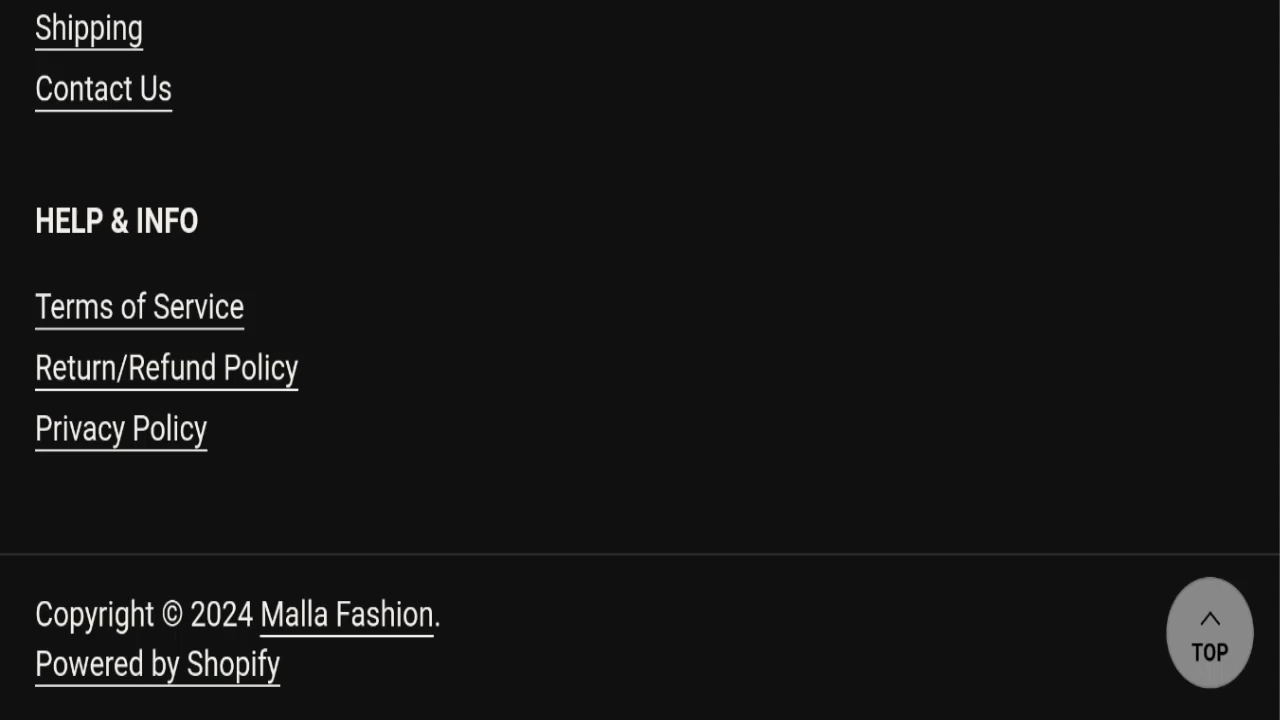 Shipping
Contact Us
HELP & INFO
Terms of Service
Return/Refund Policy
Privacy Policy
Copyright © 2024 Malla Fashion.
Powered by Shopify
TOP